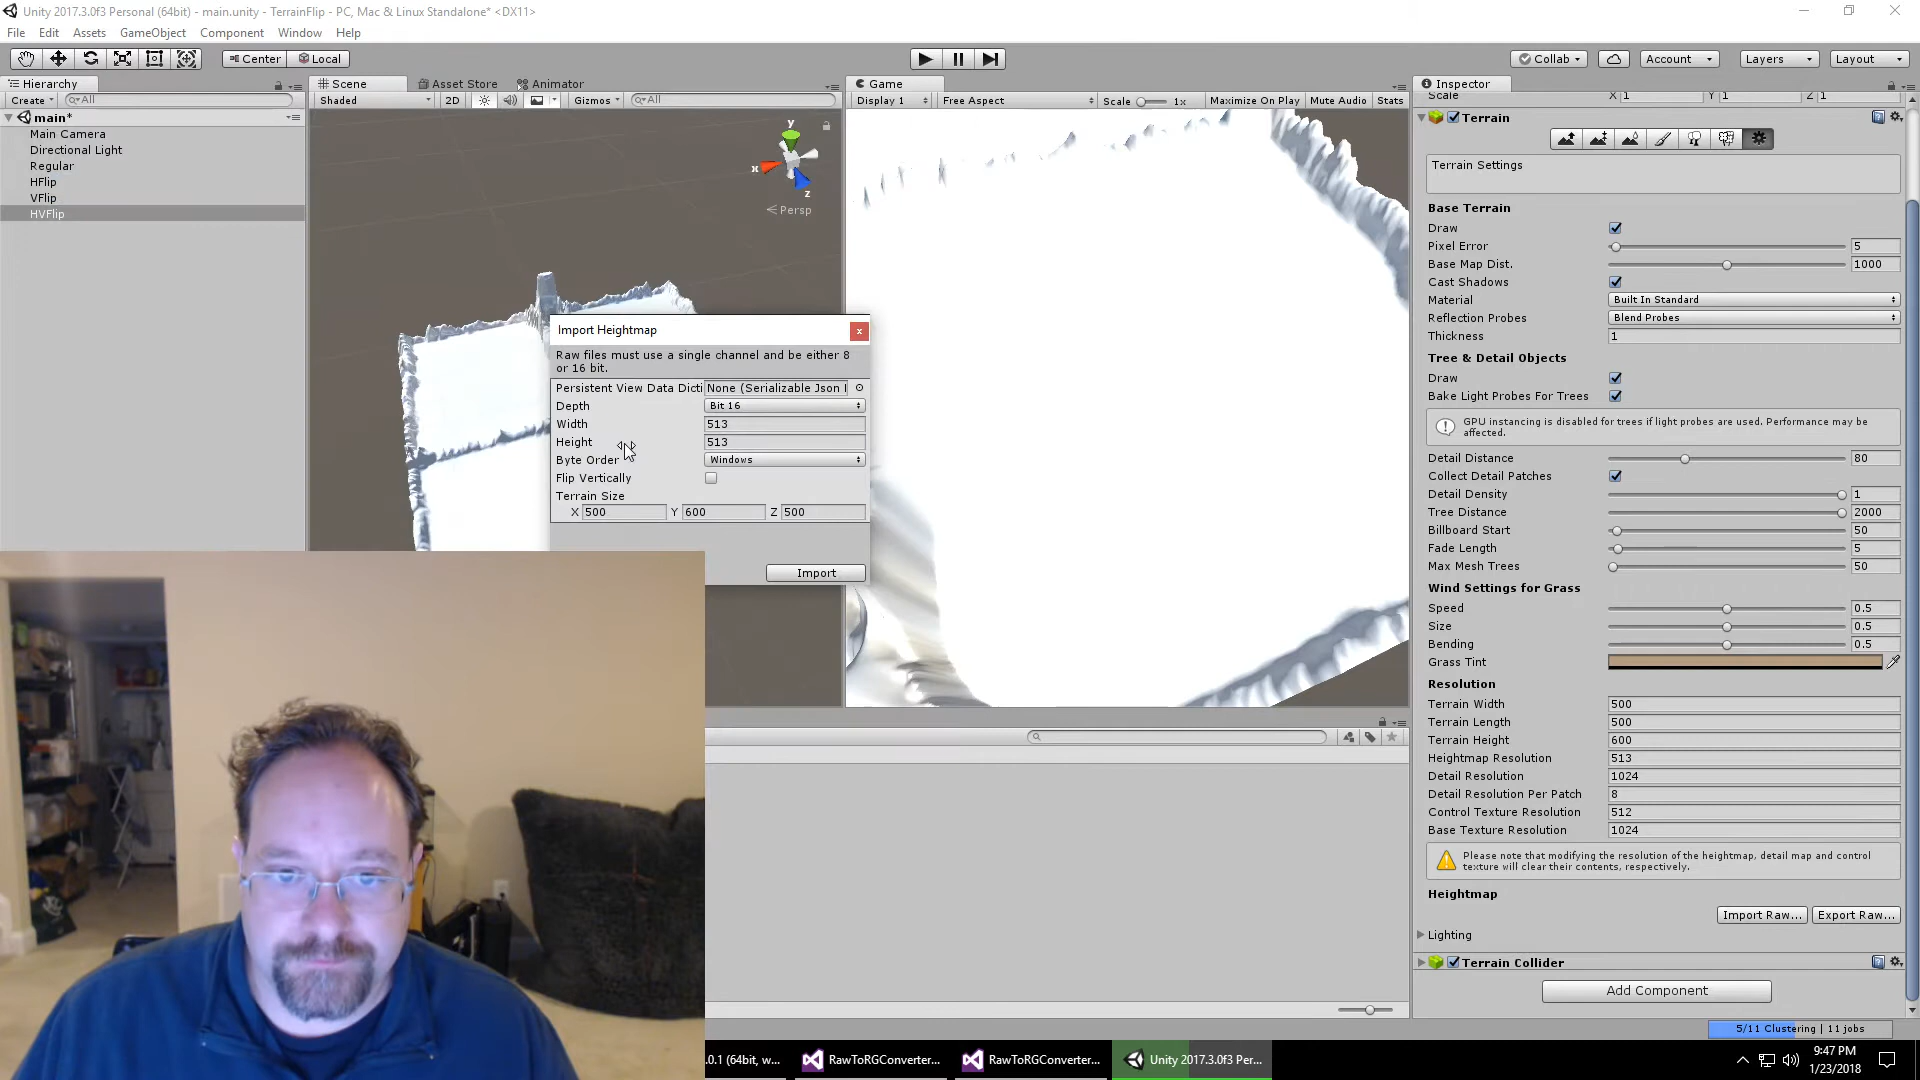 Unity 2017.3.0f3 Personal (64bit) - main.unity - TerrainFlip - PC, Mac & Linux Standalone* <DX11>
File Edit Assets GameObject Component Window Help
Center Local Collab Account Layers Layout
Hierarchy Scene Asset Store Animator Game Inspector
Create All Shaded 2D Gizmos All Display 1 Free Aspect Scale 1x Maximize On Play Mute Audio Stats
Scale X 1 Y 1 Z 1
main*
Main Camera
Directional Light
Regular
HFlip
VFlip
HVFlip
y
x
z
Persp
Import Heightmap
Raw files must use a single channel and be either 8
or 16 bit.
Persistent View Data Dicti None (Serializable Json
Depth Bit 16
Width 513
Height 513
Byte Order Windows
Flip Vertically
Terrain Size
X 500 Y 600 Z 500
Import
Terrain
Terrain Settings
Base Terrain
Draw
Pixel Error 5
Base Map Dist. 1000
Cast Shadows
Material Built In Standard
Reflection Probes Blend Probes
Thickness 1
Tree & Detail Objects
Draw
Bake Light Probes For Trees
GPU instancing is disabled for trees if light probes are used. Performance may be
affected.
Detail Distance 80
Collect Detail Patches
Detail Density 1
Tree Distance 2000
Billboard Start 50
Fade Length 5
Max Mesh Trees 50
Wind Settings for Grass
Speed 0.5
Size 0.5
Bending 0.5
Grass Tint
Resolution
Terrain Width 500
Terrain Length 500
Terrain Height 600
Heightmap Resolution 513
Detail Resolution 1024
Detail Resolution Per Patch 8
Control Texture Resolution 512
Base Texture Resolution 1024
Please note that modifying the resolution of the heightmap, detail map and control
texture will clear their contents, respectively.
Heightmap
Import Raw... Export Raw...
Lighting
Terrain Collider
Add Component
5/11 Clustering | 11 jobs
.0.1 (64bit, w... RawToRGConverter... RawToRGConverter... Unity 2017.3.0f3 Per...
9:47 PM
1/23/2018